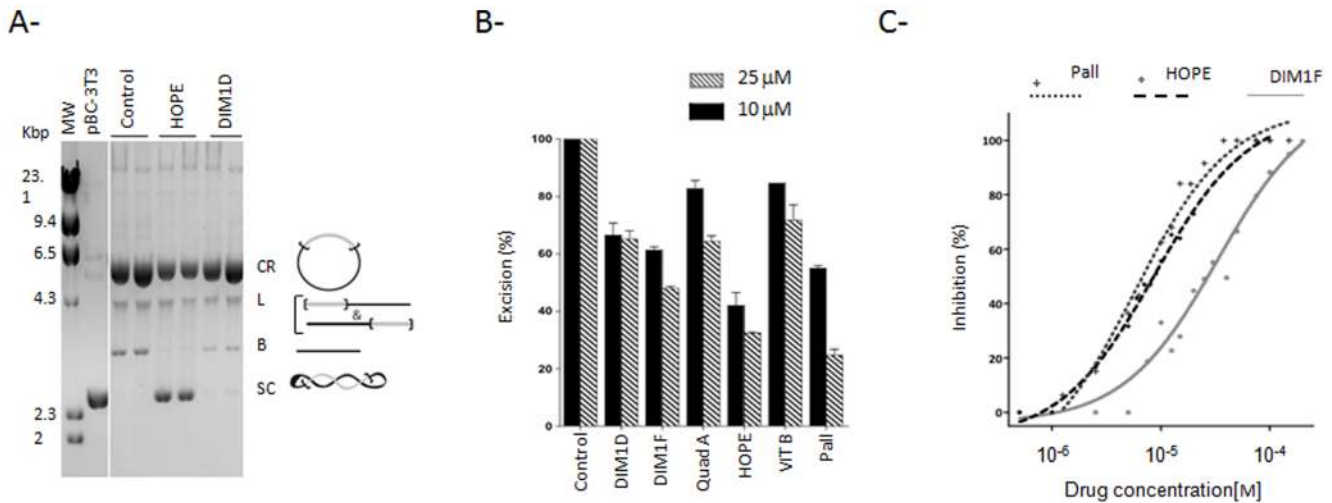 A-
B-
C-
Kbp
MW
pBC-3T3
Control
HOPE
DIM1D
23.
1
9.4
6.5
4.3
2.3
2
CR
L
&
B
SC
25 µM
10 µM
Excision (%)
100
80
60
40
20
0
Control
DIM1D
DIM1F
Quad A
HOPE
VIT B
Pall
Pall
HOPE
DIM1F
Inhibition (%)
100
80
60
40
20
0
10-6
10-5
10-4
Drug concentration[M]